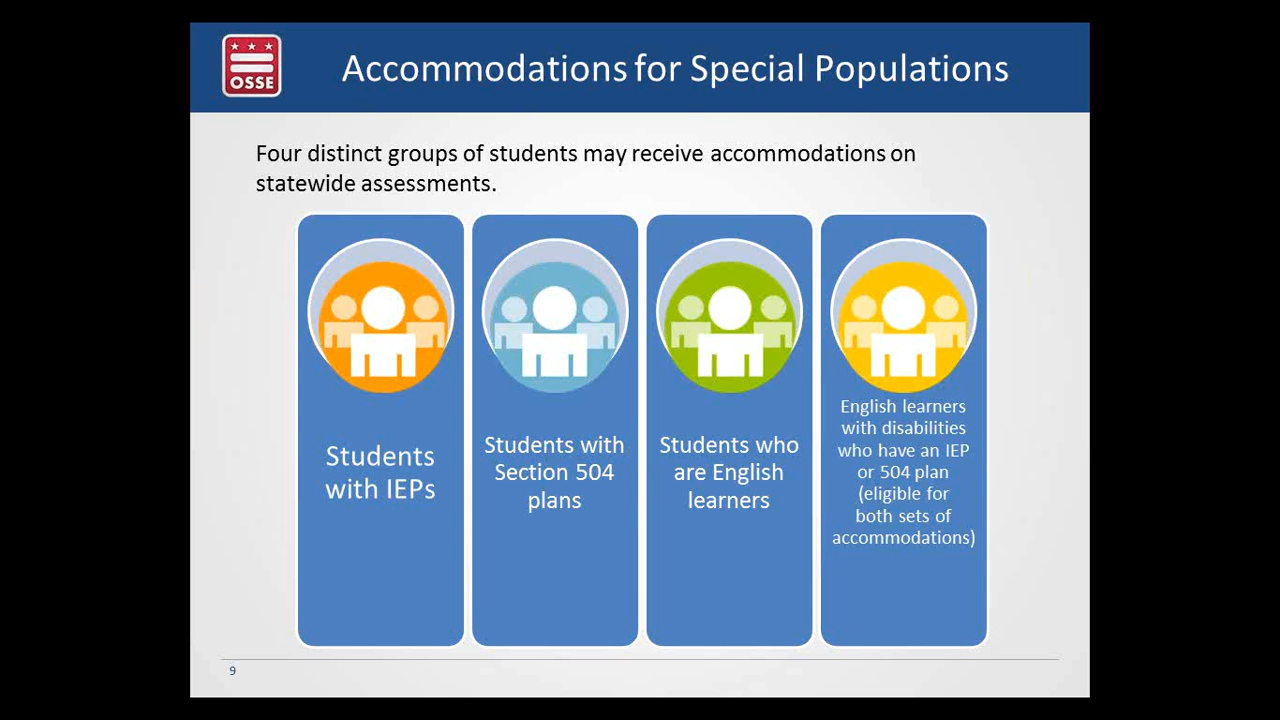 OSSE
Accommodations for Special Populations
Four distinct groups of students may receive accommodations on
statewide assessments.
Students
with IEPs
Students with
Section 504
plans
Students who
are English
learners
English learners
with disabilities
who have an IEP
or 504 plan
(eligible for
both sets of
accommodations)
9